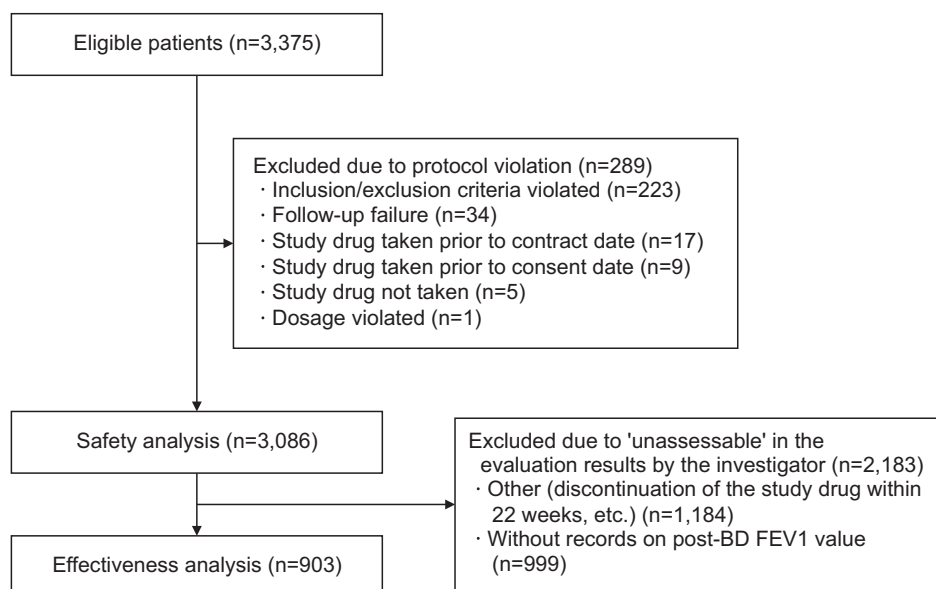 Eligible patients (n=3,375)
Excluded due to protocol violation (n=289)
· Inclusion/exclusion criteria violated (n=223)
· Follow-up failure (n=34)
· Study drug taken prior to contract date (n=17)
· Study drug taken prior to consent date (n=9)
· Study drug not taken (n=5)
· Dosage violated (n=1)
Safety analysis (n=3,086)
Excluded due to 'unassessable' in the
evaluation results by the investigator (n=2,183)
· Other (discontinuation of the study drug within
22 weeks, etc.) (n=1,184)
· Without records on post-BD FEV1 value
(n=999)
Effectiveness analysis (n=903)